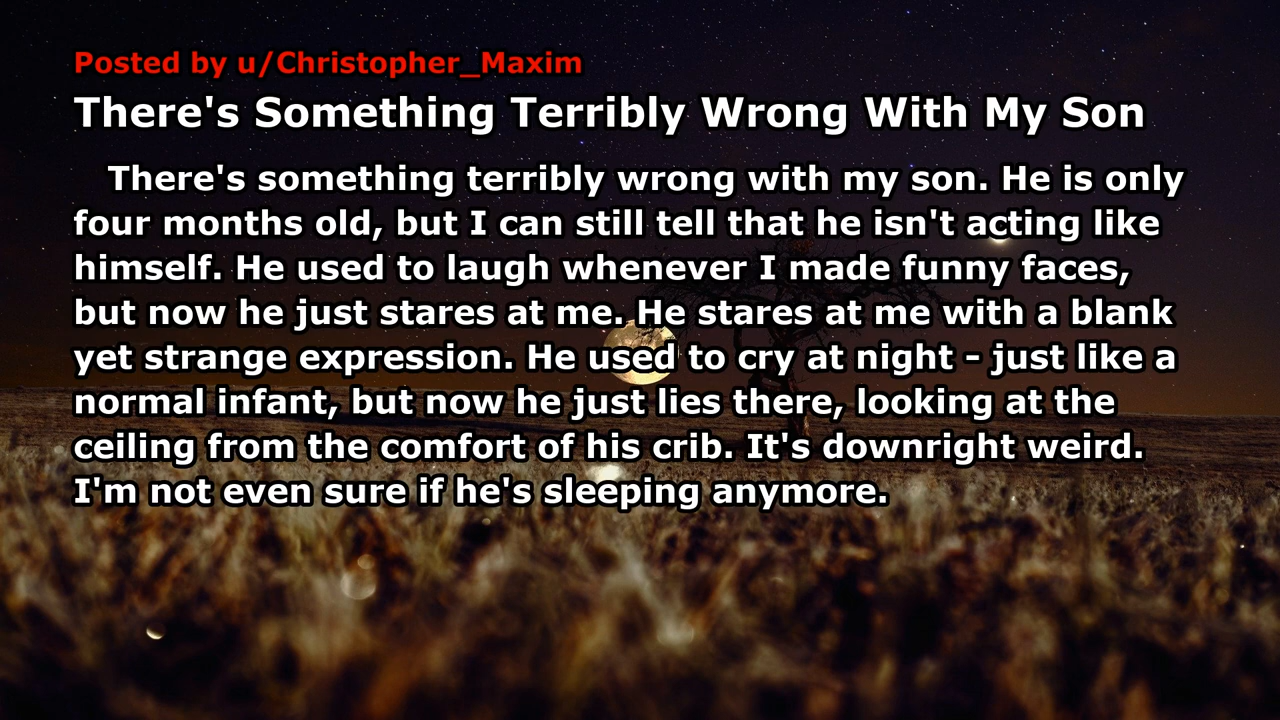 Posted by u/Christopher_Maxim
There's Something Terribly Wrong With My Son
There's something terribly wrong with my son. He is only
four months old, but I can still tell that he isn't acting like
himself. He used to laugh whenever I made funny faces,
but now he just stares at me. He stares at me with a blank
yet strange expression. He used to cry at night - just like a
normal infant, but now he just lies there, looking at the
ceiling from the comfort of his crib. It's downright weird.
I'm not even sure if he's sleeping anymore.